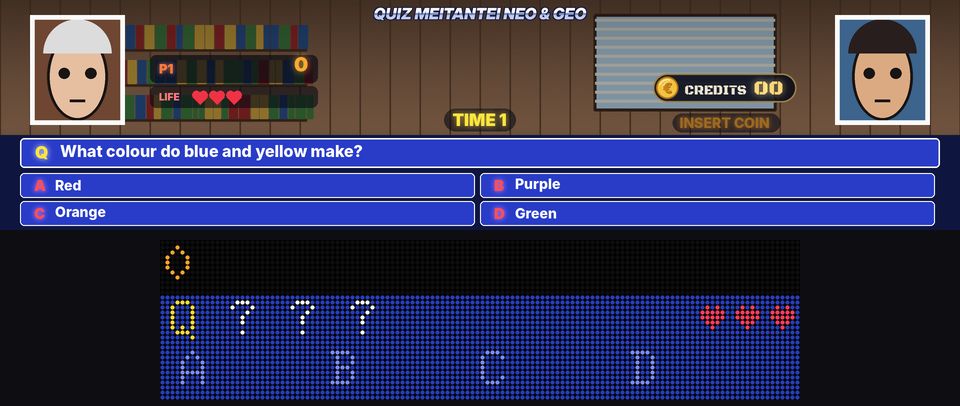 QUIZ MEITANTEI NEO & GEO
P1 0
LIFE
CREDITS 00
TIME 1
INSERT COIN
Q What colour do blue and yellow make?
A Red
B Purple
C Orange
D Green
0
Q ? ? ?
A B C D